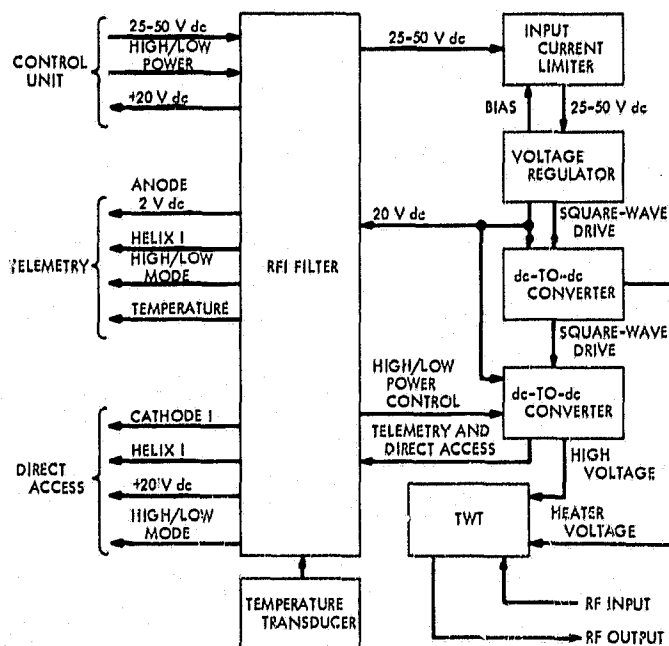 25-50 V dc
HIGH/LOW
POWER
+20 V dc
CONTROL
UNIT
ANODE
2 V dc
HELIX I
HIGH/LOW
MODE
TEMPERATURE
TELEMETRY
CATHODE I
HELIX I
+20 V dc
HIGH/LOW
MODE
DIRECT
ACCESS
RFI FILTER
TEMPERATURE
TRANSDUCER
25-50 V dc
INPUT
CURRENT
LIMITER
BIAS
25-50 V dc
VOLTAGE
REGULATOR
20 V dc
SQUARE-WAVE
DRIVE
dc-TO-dc
CONVERTER
SQUARE-WAVE
DRIVE
HIGH/LOW
POWER
CONTROL
dc-TO-dc
CONVERTER
TELEMETRY AND
DIRECT ACCESS
HIGH
VOLTAGE
TWT
HEATER
VOLTAGE
RF INPUT
RF OUTPUT